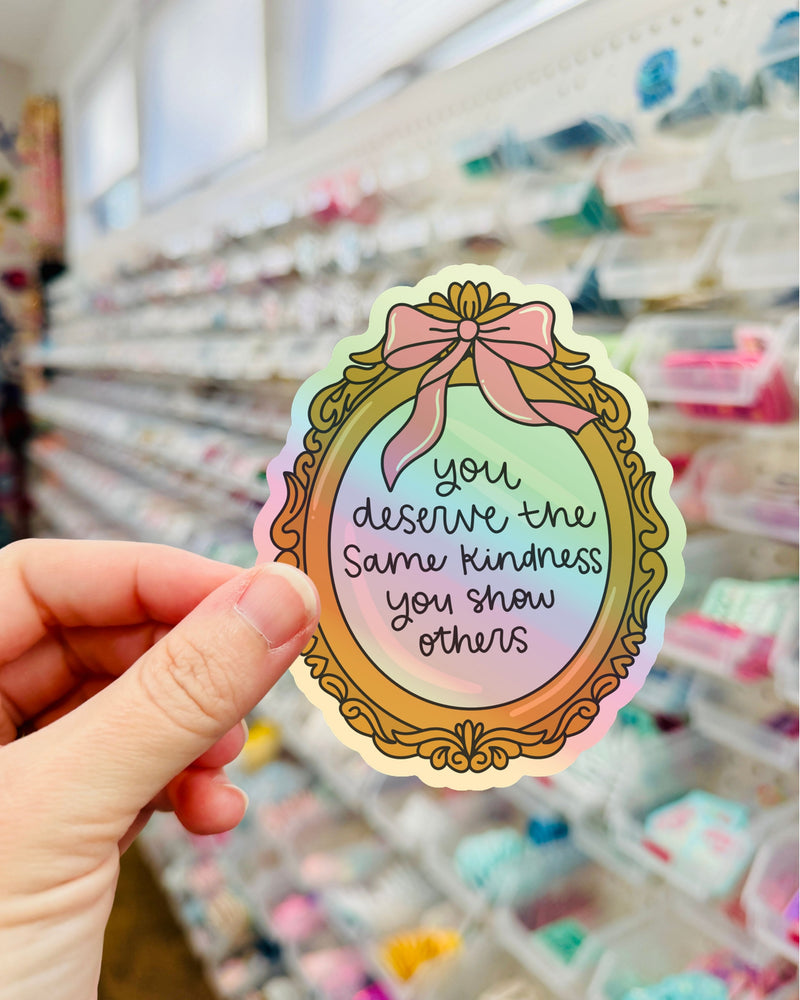 you
deserve the
Same kindness
you show
others